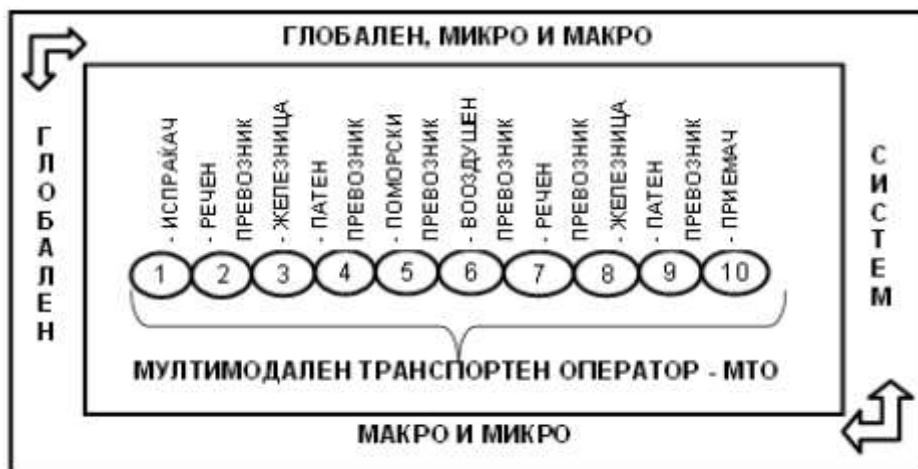 ГЛОБАЛЕН, МИКРО И МАКРО
ГЛОБАЛЕН
- ИСПРАЌАЧ
- РЕЧЕН
ПРЕВОЗНИК
- ЖЕЛЕЗНИЦА
- ПАТЕН
ПРЕВОЗНИК
- ПОМОРСКИ
ПРЕВОЗНИК
- ВООЗДУШЕН
ПРЕВОЗНИК
- РЕЧЕН
ПРЕВОЗНИК
- ЖЕЛЕЗНИЦА
- ПАТЕН
ПРЕВОЗНИК
- ПРИЕМАЧ
1 2 3 4 5 6 7 8 9 10
МУЛТИМОДАЛЕН ТРАНСПОРТЕН ОПЕРАТОР - МТО
СИСТЕМ
МАКРО И МИКРО